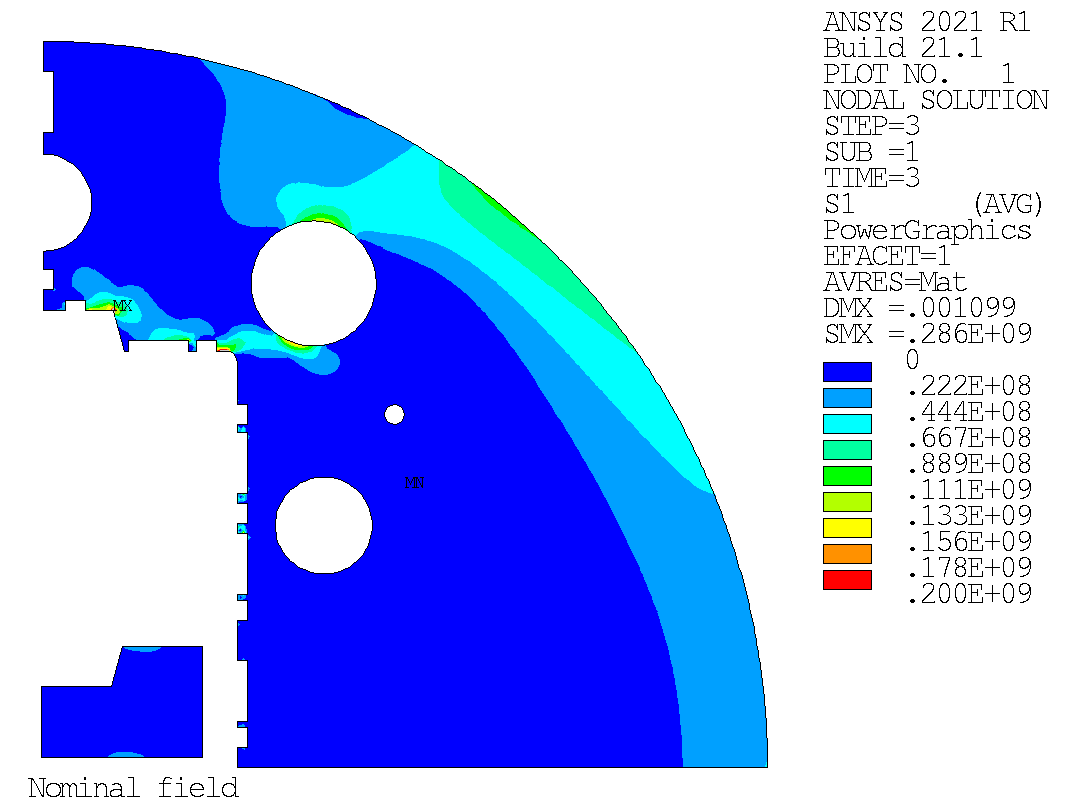 ANSYS 2021 R1
Build 21.1
PLOT NO. 1
NODAL SOLUTION
STEP=3
SUB =1
TIME=3
S1 (AVG)
PowerGraphics
EFACET=1
AVRES=Mat
DMX =.001099
SMX =.286E+09
0
.222E+08
.444E+08
.667E+08
.889E+08
.111E+09
.133E+09
.156E+09
.178E+09
.200E+09
MX
MN
Nominal field